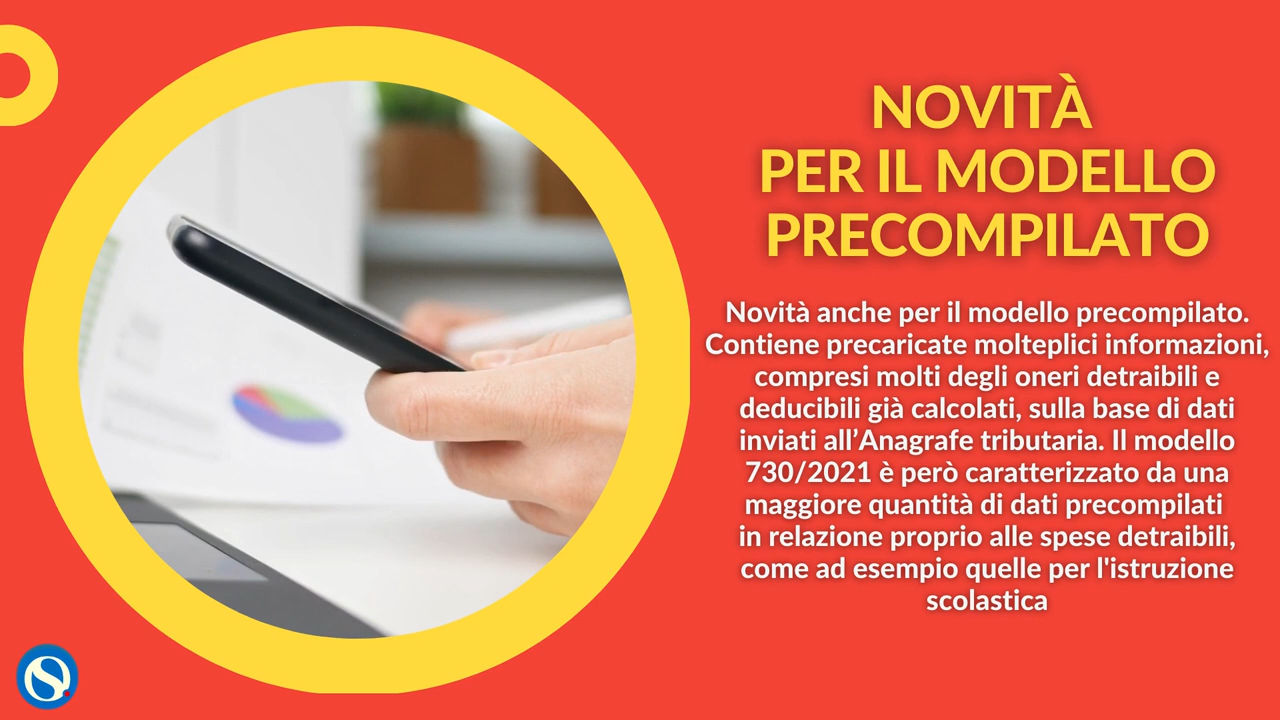 NOVITÀ
PER IL MODELLO
PRECOMPILATO
Novità anche per il modello precompilato.
Contiene precaricate molteplici informazioni,
compresi molti degli oneri detraibili e
deducibili già calcolati, sulla base di dati
inviati all’Anagrafe tributaria. Il modello
730/2021 è però caratterizzato da una
maggiore quantità di dati precompilati
in relazione proprio alle spese detraibili,
come ad esempio quelle per l'istruzione
scolastica
S